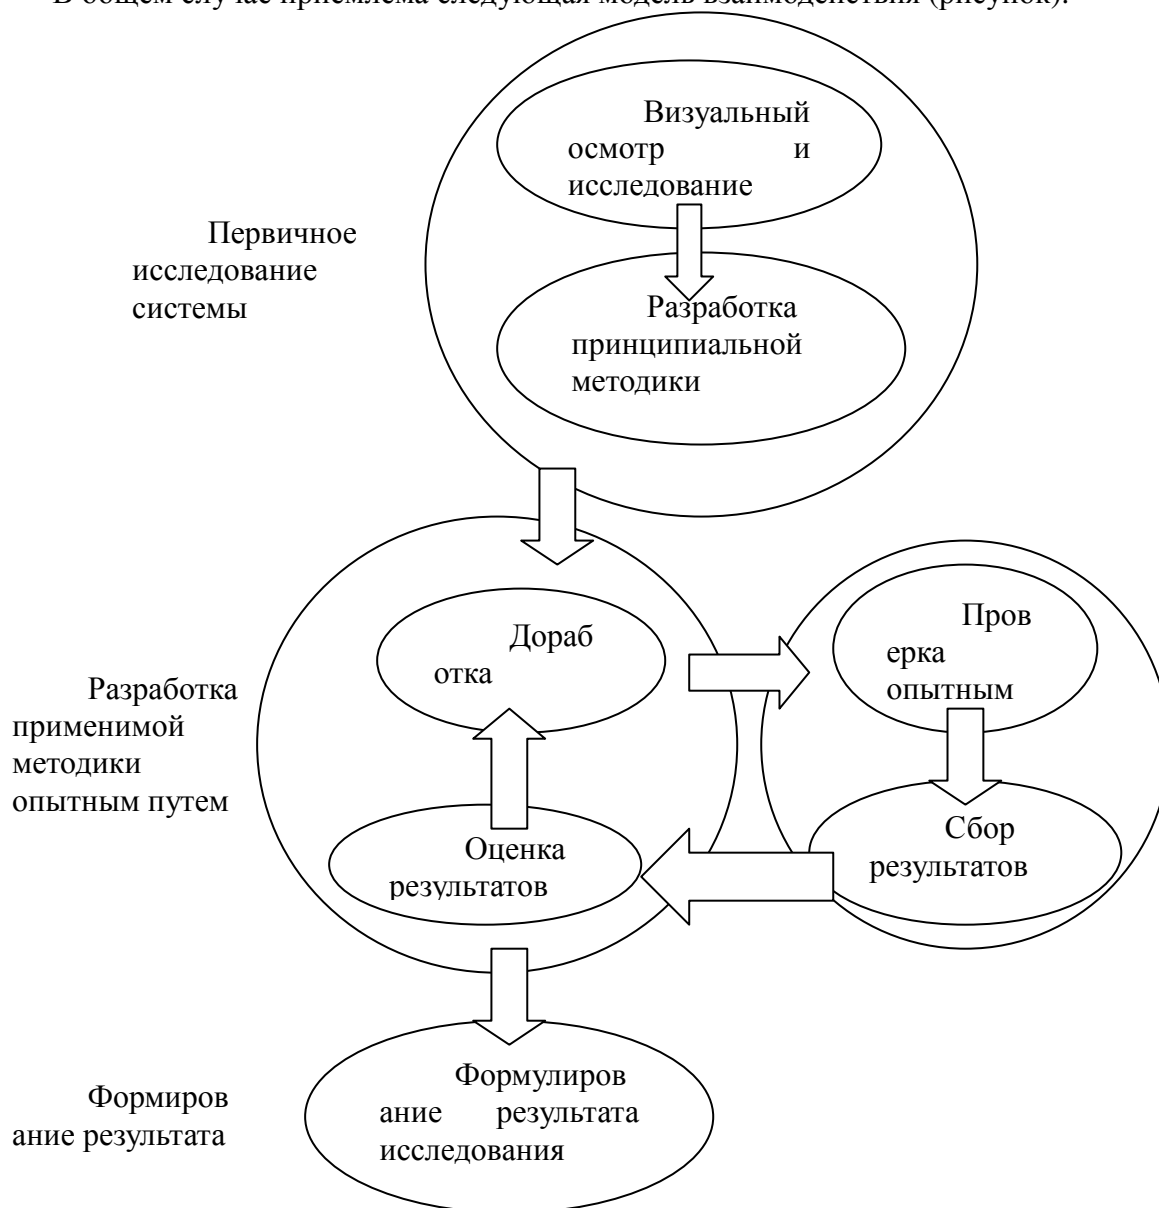 В общем случае приемлема следующая модель взаимодействия (рисунок).
Визуальный
осмотр и
исследование
Первичное
исследование
системы
Разработка
принципиальной
методики
Дораб
отка
Пров
ерка
опытным
Разработка
применимой
методики
опытным путем
Оценка
результатов
Сбор
результатов
Формулиров
ание результата
исследования
Формиров
ание результата